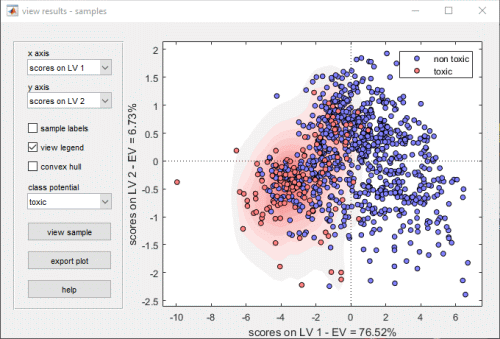 view results - samples
x axis
scores on LV 1
y axis
scores on LV 2
sample labels
view legend
convex hull
class potential
toxic
view sample
export plot
help
non toxic
toxic
2
1.5
1
0.5
0
-0.5
-1
-1.5
-2
-2.5
scores on LV 2 - EV = 6.73%
-10
-8
-6
-4
-2
0
2
4
6
scores on LV 1 - EV = 76.52%